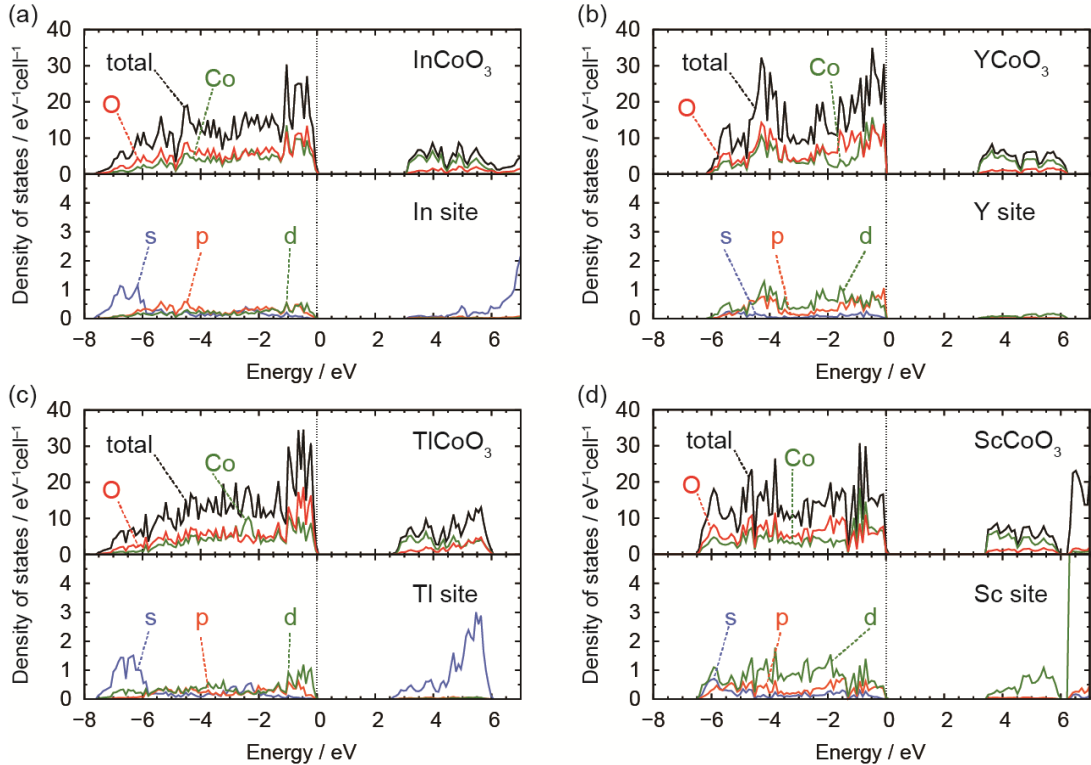 (a)
40
30
20
10
0
4
3
2
1
0
Density of states / eV⁻¹cell⁻¹
total
O
Co
InCoO₃
In site
s
p
d
−8 −6 −4 −2 0 2 4 6
Energy / eV
(b)
40
30
20
10
0
4
3
2
1
0
Density of states / eV⁻¹cell⁻¹
total
O
Co
YCoO₃
Y site
s
p
d
−8 −6 −4 −2 0 2 4 6
Energy / eV
(c)
40
30
20
10
0
4
3
2
1
0
Density of states / eV⁻¹cell⁻¹
total
O
Co
TlCoO₃
Tl site
s
p
d
−8 −6 −4 −2 0 2 4 6
Energy / eV
(d)
40
30
20
10
0
4
3
2
1
0
Density of states / eV⁻¹cell⁻¹
total
O
Co
ScCoO₃
Sc site
s
p
d
−8 −6 −4 −2 0 2 4 6
Energy / eV